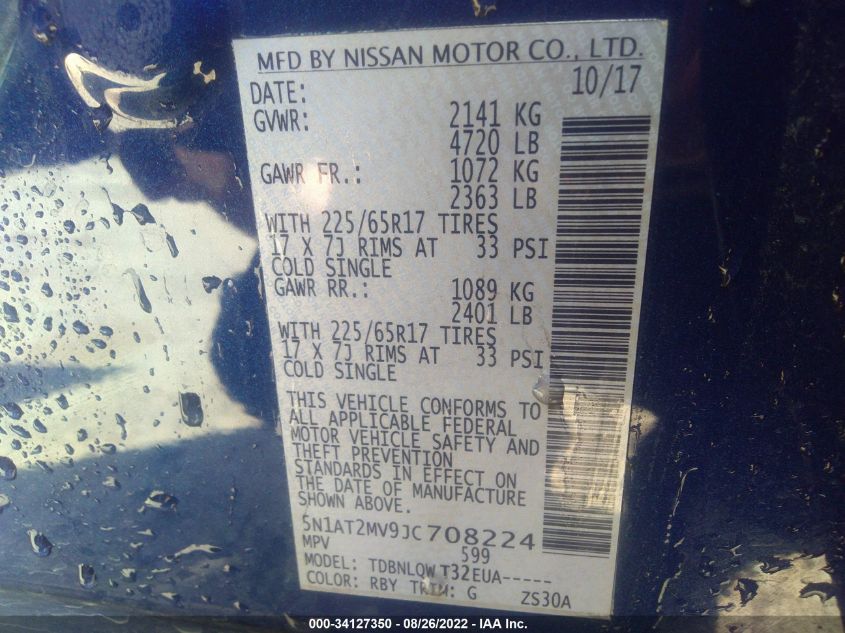 MFD BY NISSAN MOTOR CO., LTD.
DATE: 10/17
GVWR: 2141 KG
4720 LB
GAWR FR.: 1072 KG
2363 LB
WITH 225/65R17 TIRES
17 X 7J RIMS AT 33 PSI
COLD SINGLE
GAWR RR.: 1089 KG
2401 LB
WITH 225/65R17 TIRES
17 X 7J RIMS AT 33 PSI
COLD SINGLE
THIS VEHICLE CONFORMS TO
ALL APPLICABLE FEDERAL
MOTOR VEHICLE SAFETY AND
THEFT PREVENTION
STANDARDS IN EFFECT ON
THE DATE OF MANUFACTURE
SHOWN ABOVE.
5N1AT2MV9JC708224
MPV 599
MODEL: TDBNLQWT32EUA-----
COLOR: RBY TRIM: G ZS30A
000-34127350 - 08/26/2022 - IAA Inc.